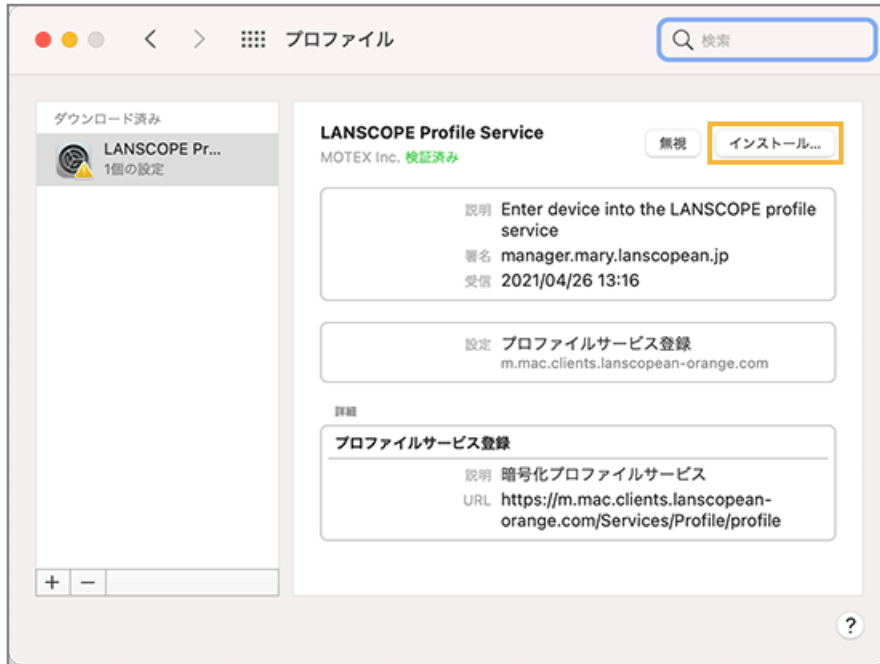 プロファイル
検索
ダウンロード済み
LANSCOPE Pr...
1個の設定
LANSCOPE Profile Service
MOTEX Inc. 検証済み
無視
インストール...
説明 Enter device into the LANSCOPE profile
service
署名 manager.mary.lanscopean.jp
受信 2021/04/26 13:16
設定 プロファイルサービス登録
m.mac.clients.lanscopean-orange.com
詳細
プロファイルサービス登録
説明 暗号化プロファイルサービス
URL https://m.mac.clients.lanscopean-
orange.com/Services/Profile/profile
+ −
?